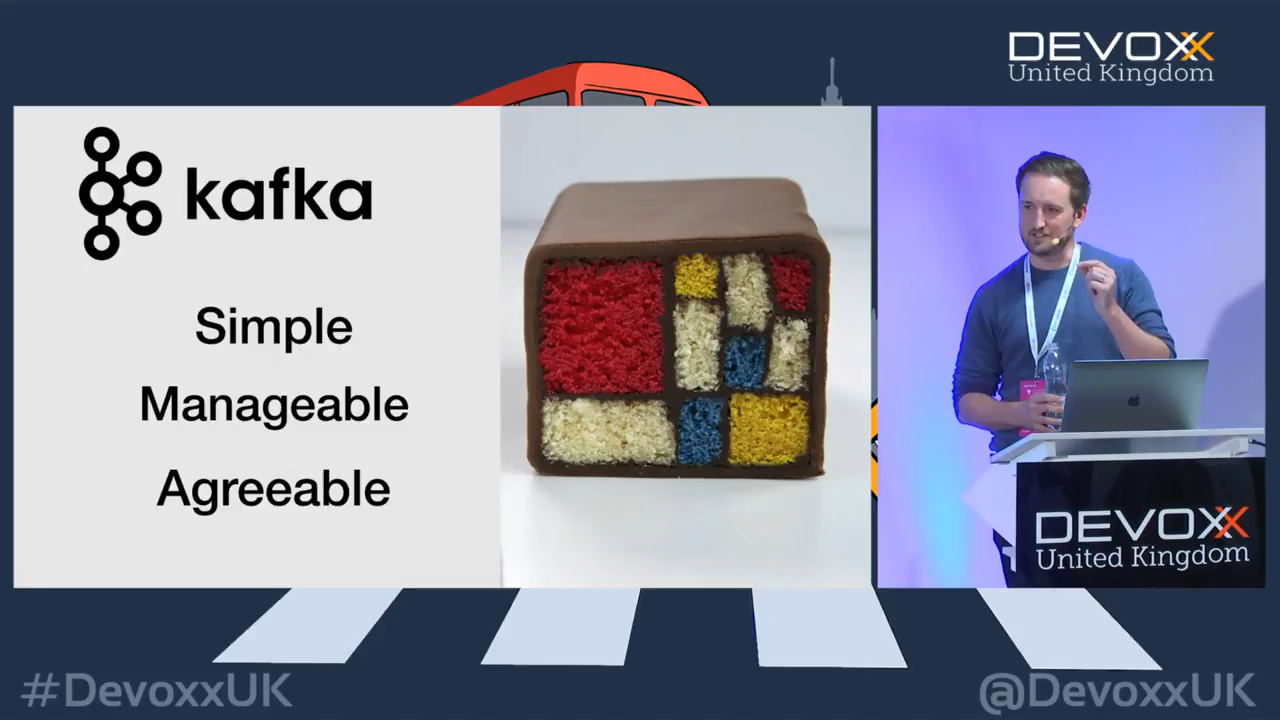 DEVOXX
United Kingdom
kafka
Simple
Manageable
Agreeable
DEVOXX
United Kingdom
#DevoxxUK
@DevoxxUK